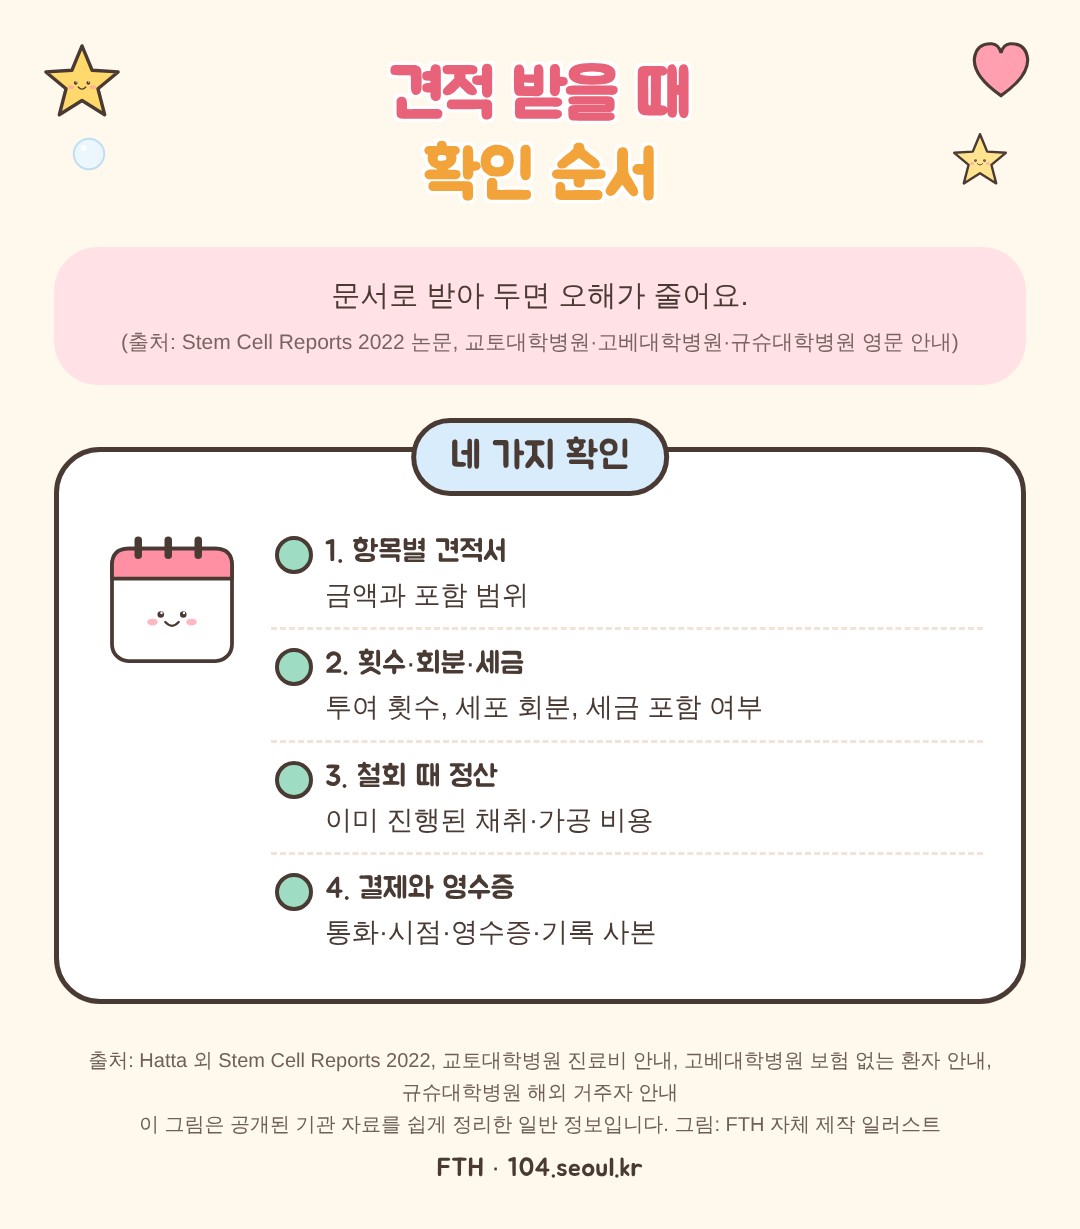 견적 받을 때
확인 순서
문서로 받아 두면 오해가 줄어요.
(출처: Stem Cell Reports 2022 논문, 교토대학병원·고베대학병원·규슈대학병원 영문 안내)
네 가지 확인
1. 항목별 견적서
금액과 포함 범위
2. 횟수·회분·세금
투여 횟수, 세포 회분, 세금 포함 여부
3. 철회 때 정산
이미 진행된 채취·가공 비용
4. 결제와 영수증
통화·시점·영수증·기록 사본
출처: Hatta 외 Stem Cell Reports 2022, 교토대학병원 진료비 안내, 고베대학병원 보험 없는 환자 안내,
규슈대학병원 해외 거주자 안내
이 그림은 공개된 기관 자료를 쉽게 정리한 일반 정보입니다. 그림: FTH 자체 제작 일러스트
FTH · 104.seoul.kr